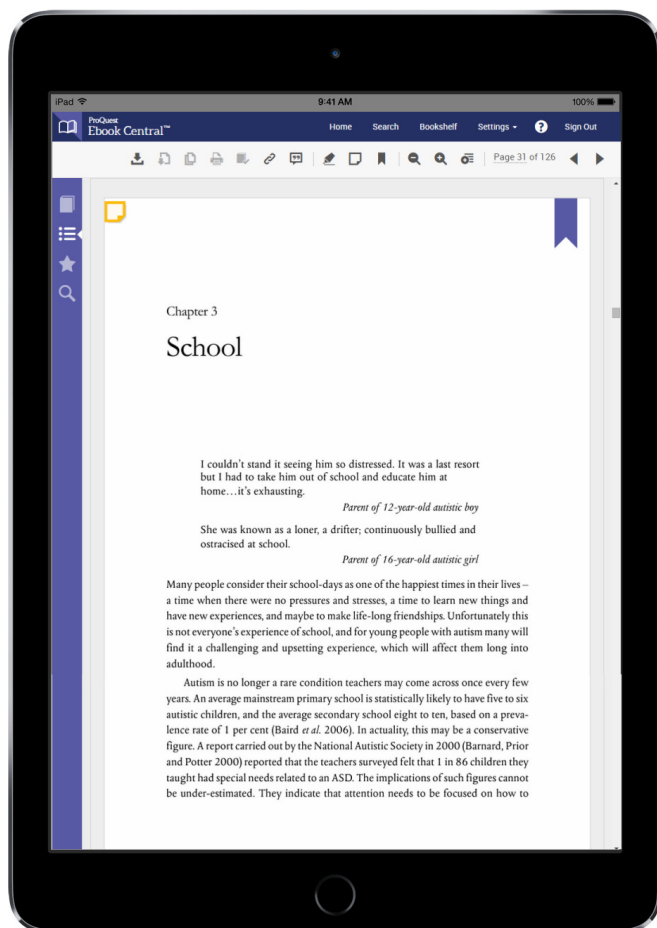 iPad 9:41 AM 100%
ProQuest
Ebook Central™ Home Search Bookshelf Settings ? Sign Out
Page 31 of 126
Chapter 3
School
I couldn’t stand it seeing him so distressed. It was a last resort
but I had to take him out of school and educate him at
home…it’s exhausting.
Parent of 12-year-old autistic boy
She was known as a loner, a drifter; continuously bullied and
ostracised at school.
Parent of 16-year-old autistic girl
Many people consider their school-days as one of the happiest times in their lives –
a time when there were no pressures and stresses, a time to learn new things and
have new experiences, and maybe to make life-long friendships. Unfortunately this
is not everyone’s experience of school, and for young people with autism many will
find it a challenging and upsetting experience, which will affect them long into
adulthood.
Autism is no longer a rare condition teachers may come across once every few
years. An average mainstream primary school is statistically likely to have five to six
autistic children, and the average secondary school eight to ten, based on a preva-
lence rate of 1 per cent (Baird et al. 2006). In actuality, this may be a conservative
figure. A report carried out by the National Autistic Society in 2000 (Barnard, Prior
and Potter 2000) reported that the teachers surveyed felt that 1 in 86 children they
taught had special needs related to an ASD. The implications of such figures cannot
be under-estimated. They indicate that attention needs to be focused on how to